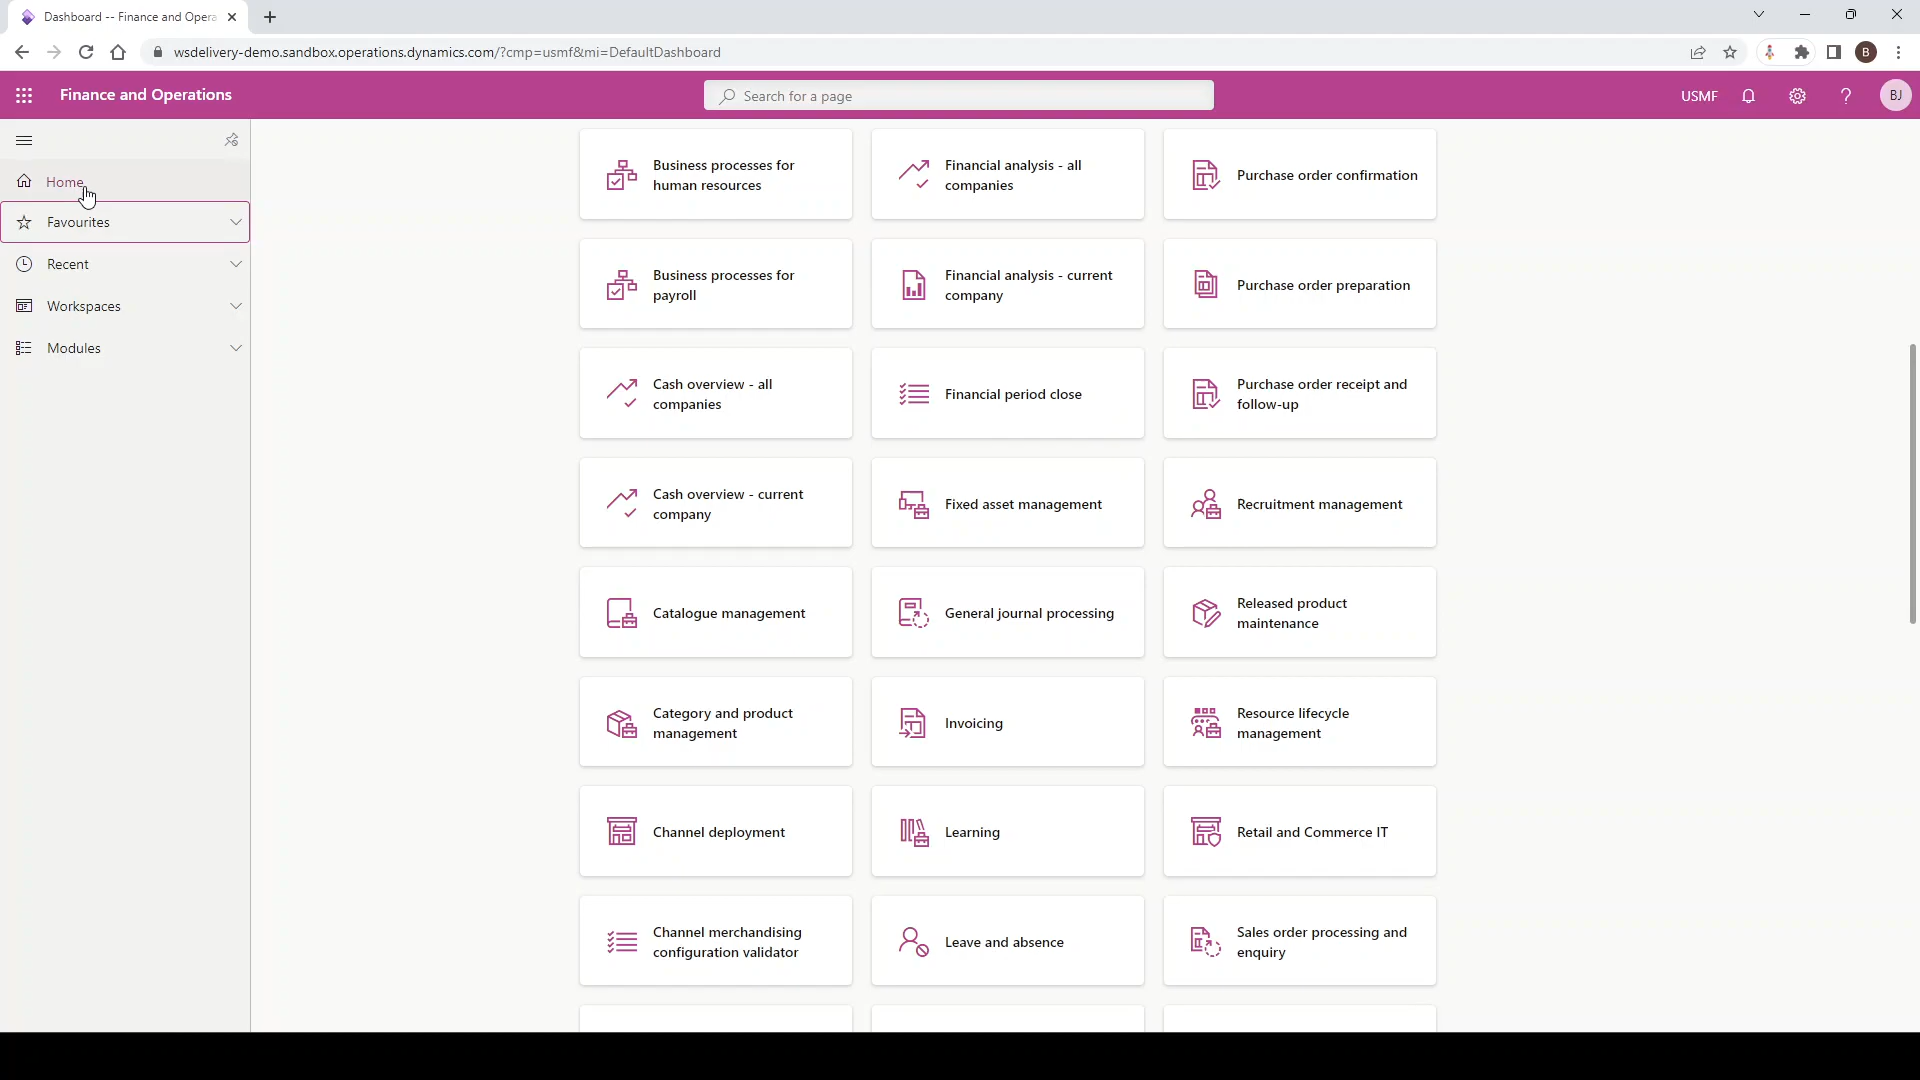 Dashboard -- Finance and Opera
wsdelivery-demo.sandbox.operations.dynamics.com/?cmp=usmf&mi=DefaultDashboard
B
Finance and Operations
Search for a page
USMF
?
BJ
Home
Favourites
Recent
Workspaces
Modules
Business processes for
human resources
Financial analysis - all
companies
Purchase order confirmation
Business processes for
payroll
Financial analysis - current
company
Purchase order preparation
Cash overview - all
companies
Financial period close
Purchase order receipt and
follow-up
Cash overview - current
company
Fixed asset management
Recruitment management
Catalogue management
General journal processing
Released product
maintenance
Category and product
management
Invoicing
Resource lifecycle
management
Channel deployment
Learning
Retail and Commerce IT
Channel merchandising
configuration validator
Leave and absence
Sales order processing and
enquiry